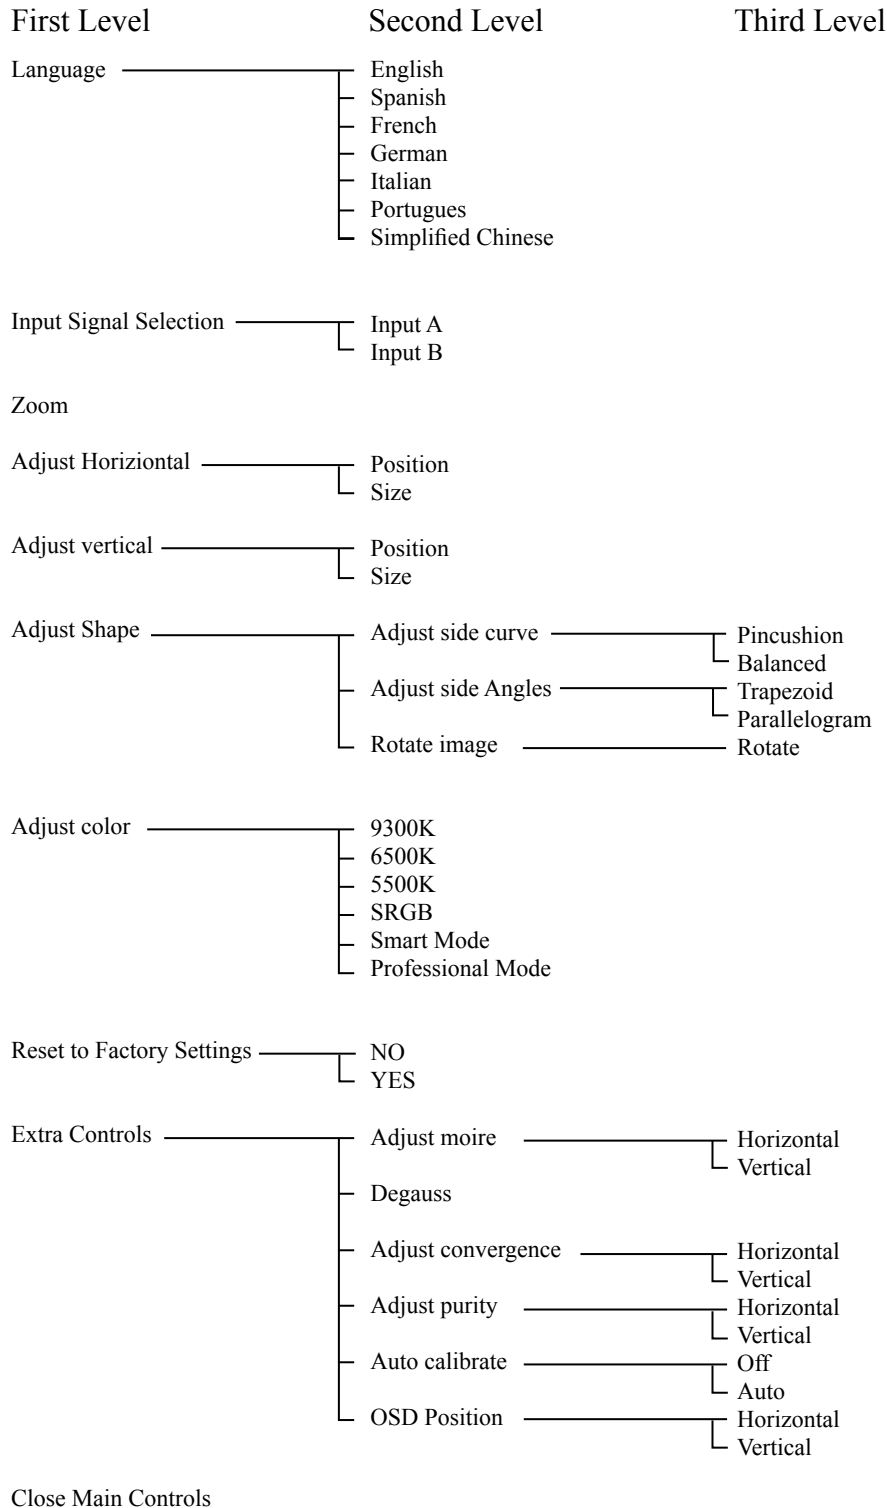 First Level Second Level Third Level
Language English
Spanish
French
German
Italian
Portugues
Simplified Chinese
Input Signal Selection Input A
Input B
Zoom
Adjust Horiziontal Position
Size
Adjust vertical Position
Size
Adjust Shape Adjust side curve Pincushion
Balanced
Adjust side Angles Trapezoid
Parallelogram
Rotate image Rotate
Adjust color 9300K
6500K
5500K
SRGB
Smart Mode
Professional Mode
Reset to Factory Settings NO
YES
Extra Controls Adjust moire Horizontal
Vertical
Degauss
Adjust convergence Horizontal
Vertical
Adjust purity Horizontal
Vertical
Auto calibrate Off
Auto
OSD Position Horizontal
Vertical
Close Main Controls